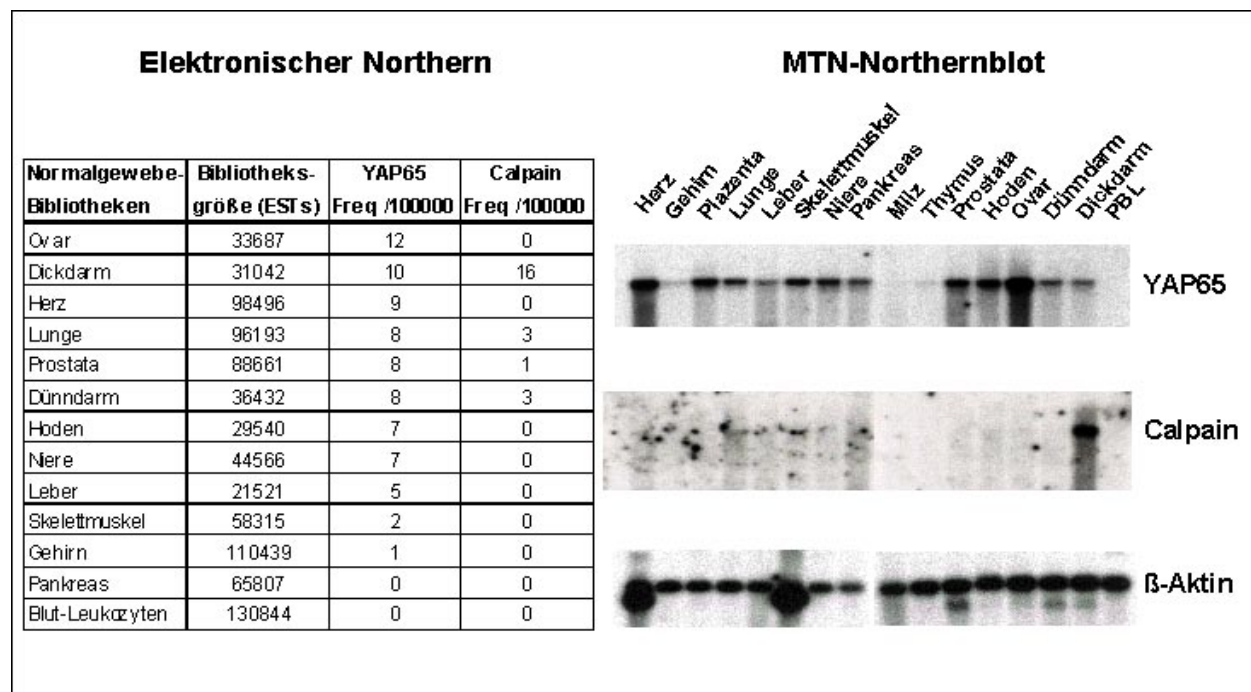 Elektronischer Northern
MTN-Northernblot
Normalgewebe-Bibliotheken Bibliotheks-größe (ESTs) YAP65 Freq /100000 Calpain Freq /100000
Ovar 33687 12 0
Dickdarm 31042 10 16
Herz 98496 9 0
Lunge 96193 8 3
Prostata 88661 8 1
Dünndarm 36432 8 3
Hoden 29540 7 0
Niere 44566 7 0
Leber 21521 5 0
Skelettmuskel 58315 2 0
Gehirn 110439 1 0
Pankreas 65807 0 0
Blut-Leukozyten 130844 0 0
Herz
Gehirn
Plazenta
Lunge
Leber
Skelettmuskel
Niere
Pankreas
Milz
Thymus
Prostata
Hoden
Ovar
Dünndarm
Dickdarm
PBL
YAP65
Calpain
ß-Aktin